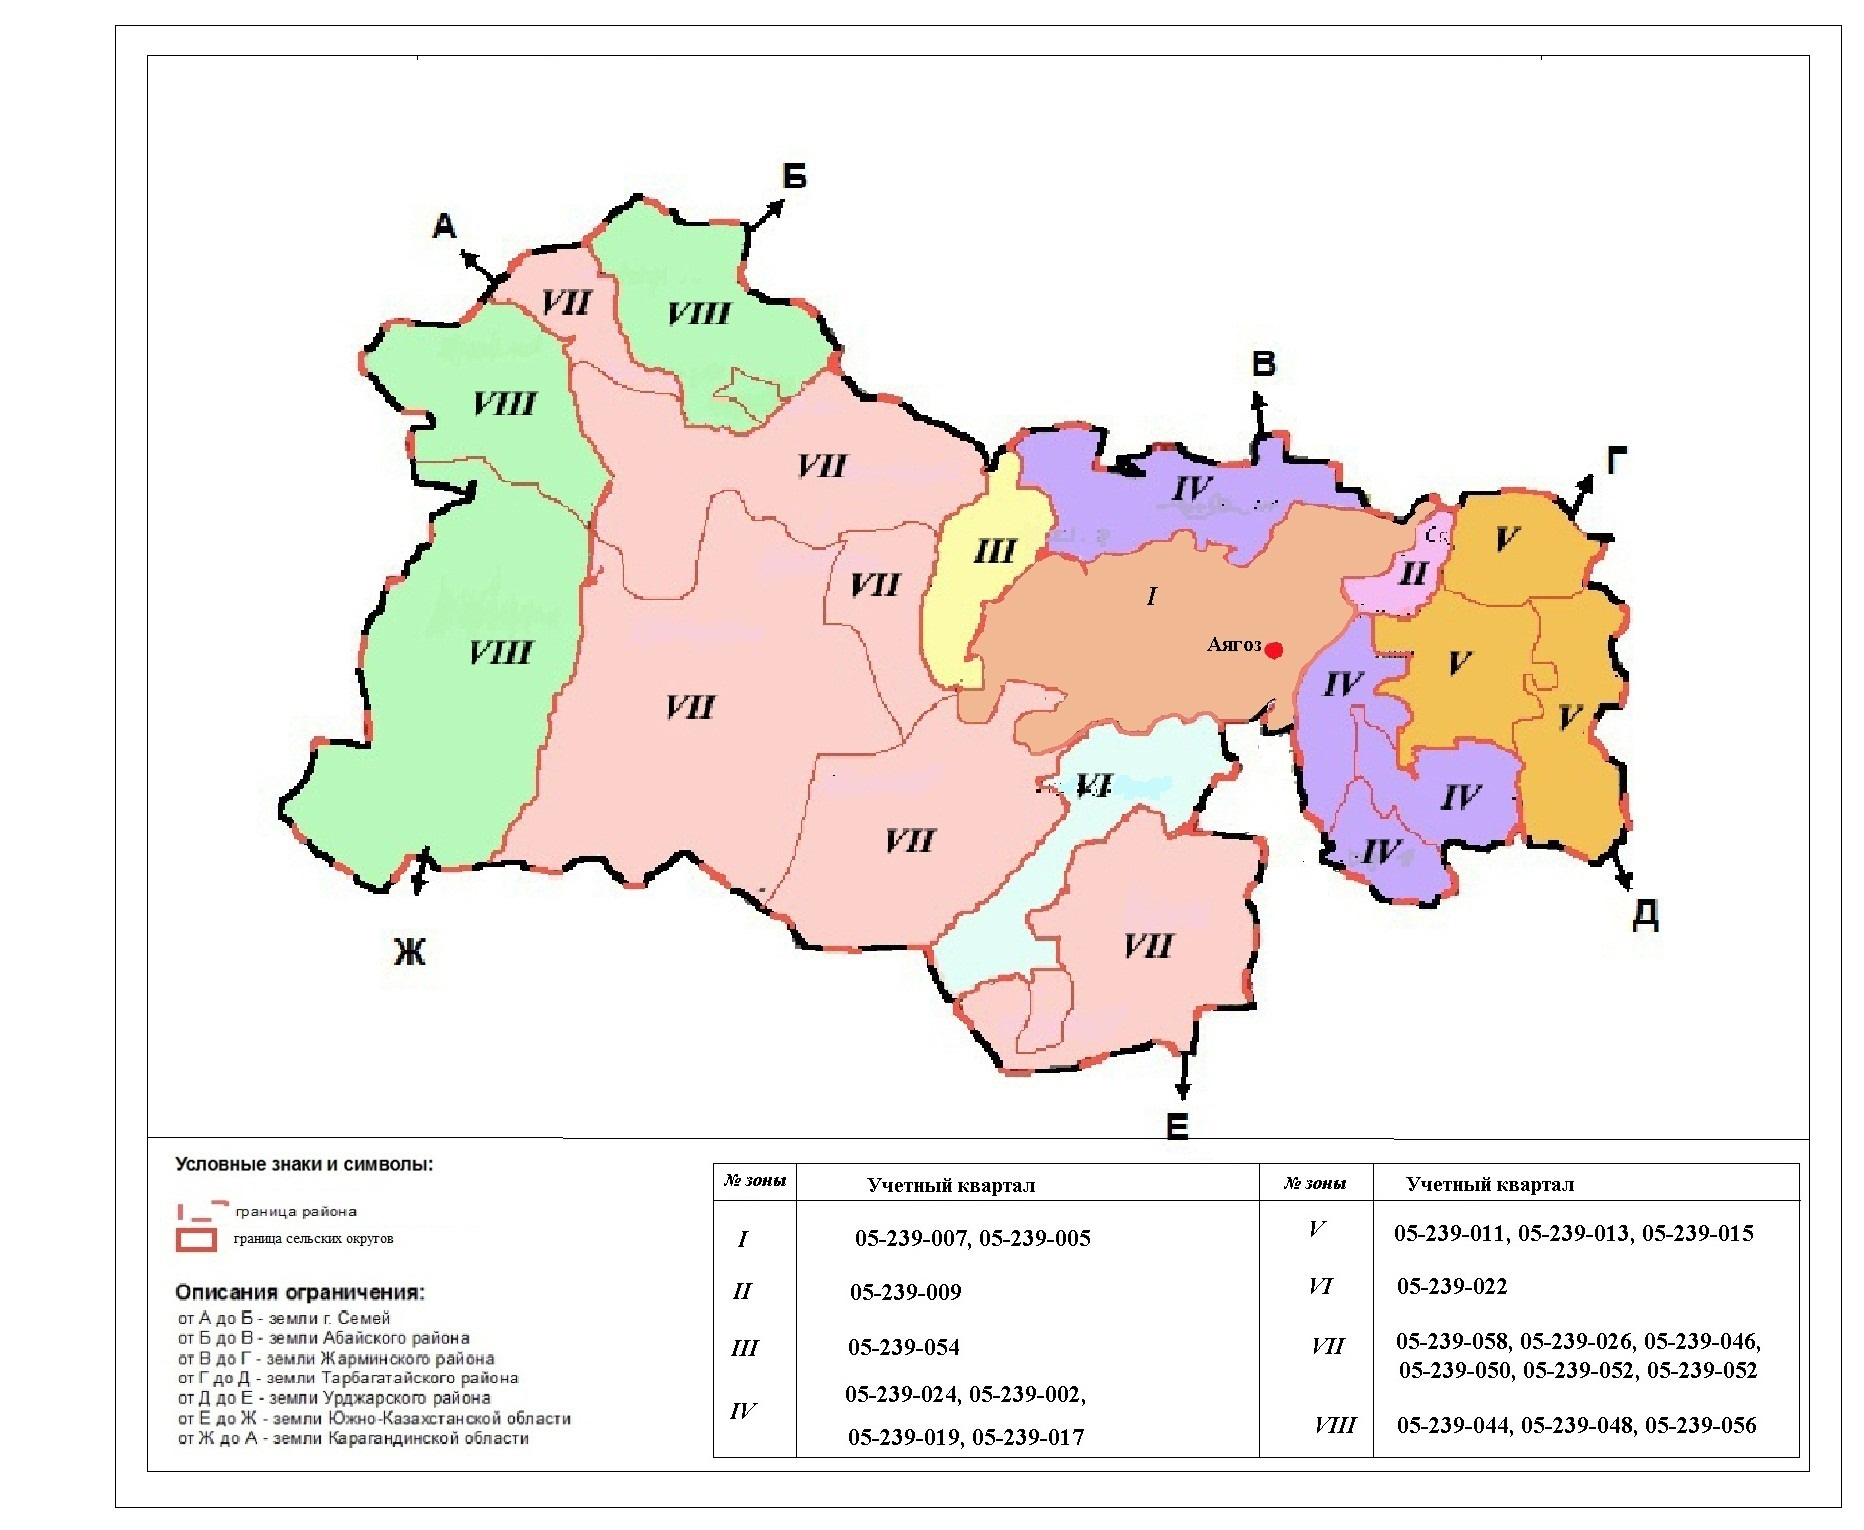 Б
А
VII
VIII
В
VIII
Г
VII
IV
V
III
VII
II
I
Аягоз
VIII
V
IV
VII
V
VI
IV
VII
IV
Д
VII
Ж
Е
Условные знаки и символы:
граница района
граница сельских округов
Описания ограничения:
от А до Б - земли г. Семей
от Б до В - земли Абайского района
от В до Г - земли Жарминского района
от Г до Д - земли Тарбагатайского района
от Д до Е - земли Урджарского района
от Е до Ж - земли Южно-Казахстанской области
от Ж до А - земли Карагандинской области
№ зоны Учетный квартал № зоны Учетный квартал
I 05-239-007, 05-239-005 V 05-239-011, 05-239-013, 05-239-015
II 05-239-009 VI 05-239-022
III 05-239-054 VII 05-239-058, 05-239-026, 05-239-046,
05-239-050, 05-239-052, 05-239-052
IV 05-239-024, 05-239-002,
05-239-019, 05-239-017 VIII 05-239-044, 05-239-048, 05-239-056